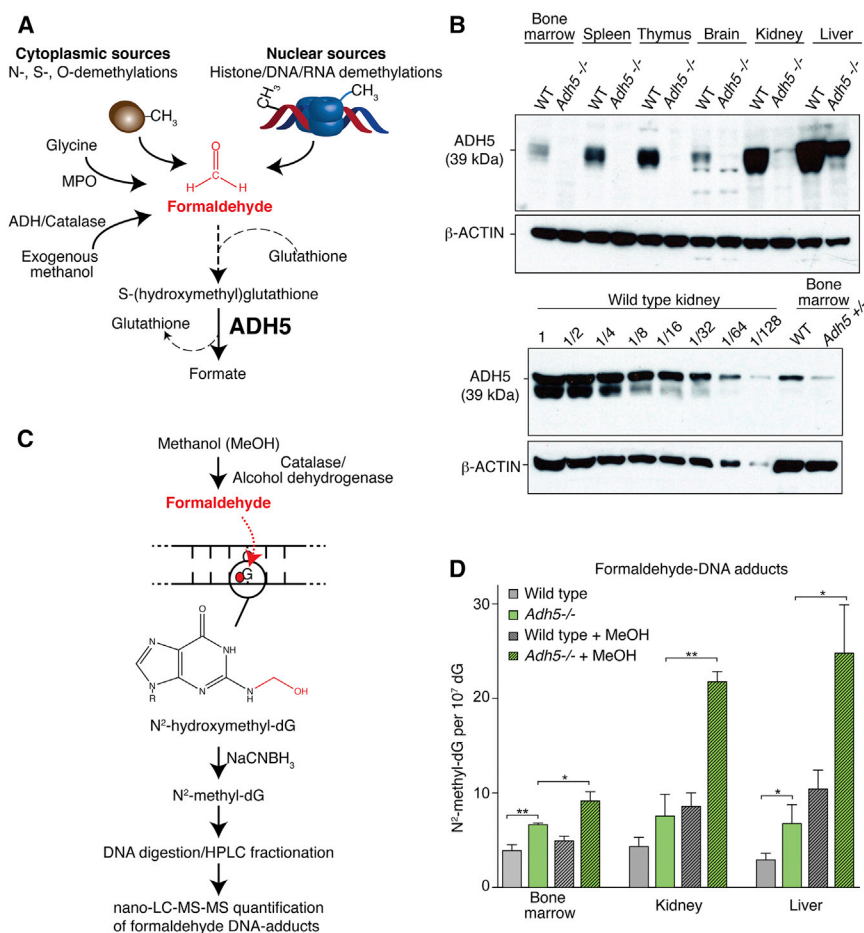 A
Cytoplasmic sources
N-, S-, O-demethylations
Nuclear sources
Histone/DNA/RNA demethylations
CH3
CH3
CH3
Glycine
MPO
O
C
H H
Formaldehyde
ADH/Catalase
Exogenous
methanol
Glutathione
S-(hydroxymethyl)glutathione
Glutathione
ADH5
Formate
B
Bone
marrow Spleen Thymus Brain Kidney Liver
WT Adh5 -/- WT Adh5 -/- WT Adh5 -/- WT Adh5 -/- WT Adh5 -/- WT Adh5 -/-
ADH5
(39 kDa)
β-ACTIN
Wild type kidney
Bone
marrow
1 1/2 1/4 1/8 1/16 1/32 1/64 1/128 WT Adh5 +/-
ADH5
(39 kDa)
β-ACTIN
C
Methanol (MeOH)
Catalase/
Alcohol dehydrogenase
Formaldehyde
C
G
O
N
NH
N
R
N
N
H
OH
N²-hydroxymethyl-dG
NaCNBH3
N²-methyl-dG
DNA digestion/HPLC fractionation
nano-LC-MS-MS quantification
of formaldehyde DNA-adducts
D
Formaldehyde-DNA adducts
Wild type
Adh5-/-
Wild type + MeOH
Adh5-/- + MeOH
N²-methyl-dG per 10⁷ dG
30
20
10
0
** *
**
* *
Bone
marrow
Kidney
Liver